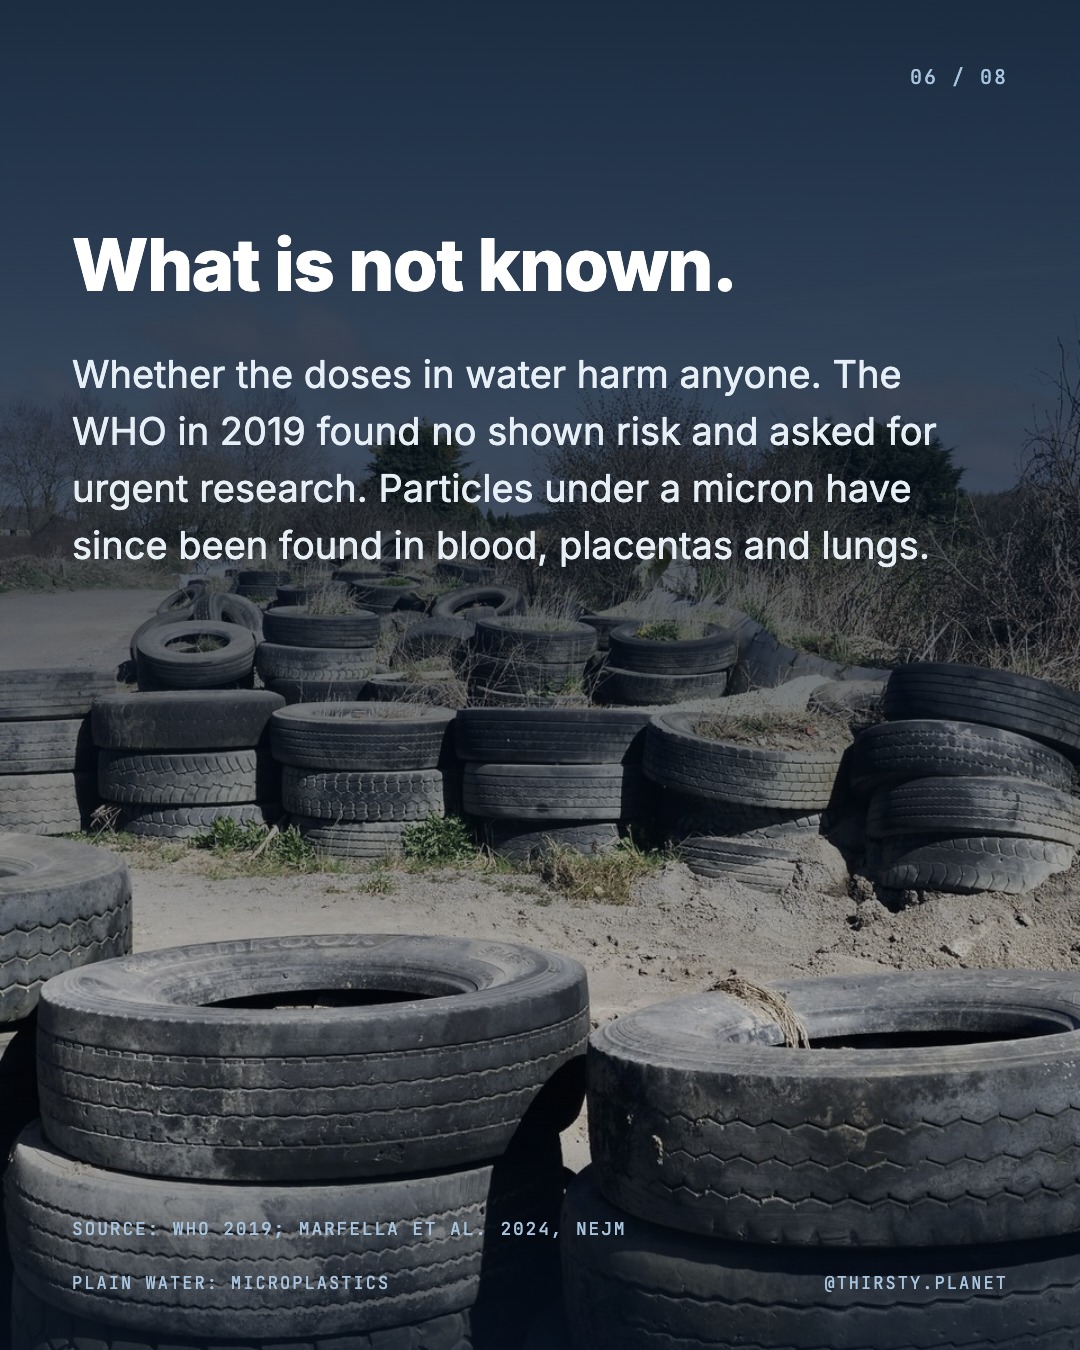 06 / 08
What is not known.
Whether the doses in water harm anyone. The
WHO in 2019 found no shown risk and asked for
urgent research. Particles under a micron have
since been found in blood, placentas and lungs.
SOURCE: WHO 2019; MARFELLA ET AL. 2024, NEJM
PLAIN WATER: MICROPLASTICS
@THIRSTY.PLANET